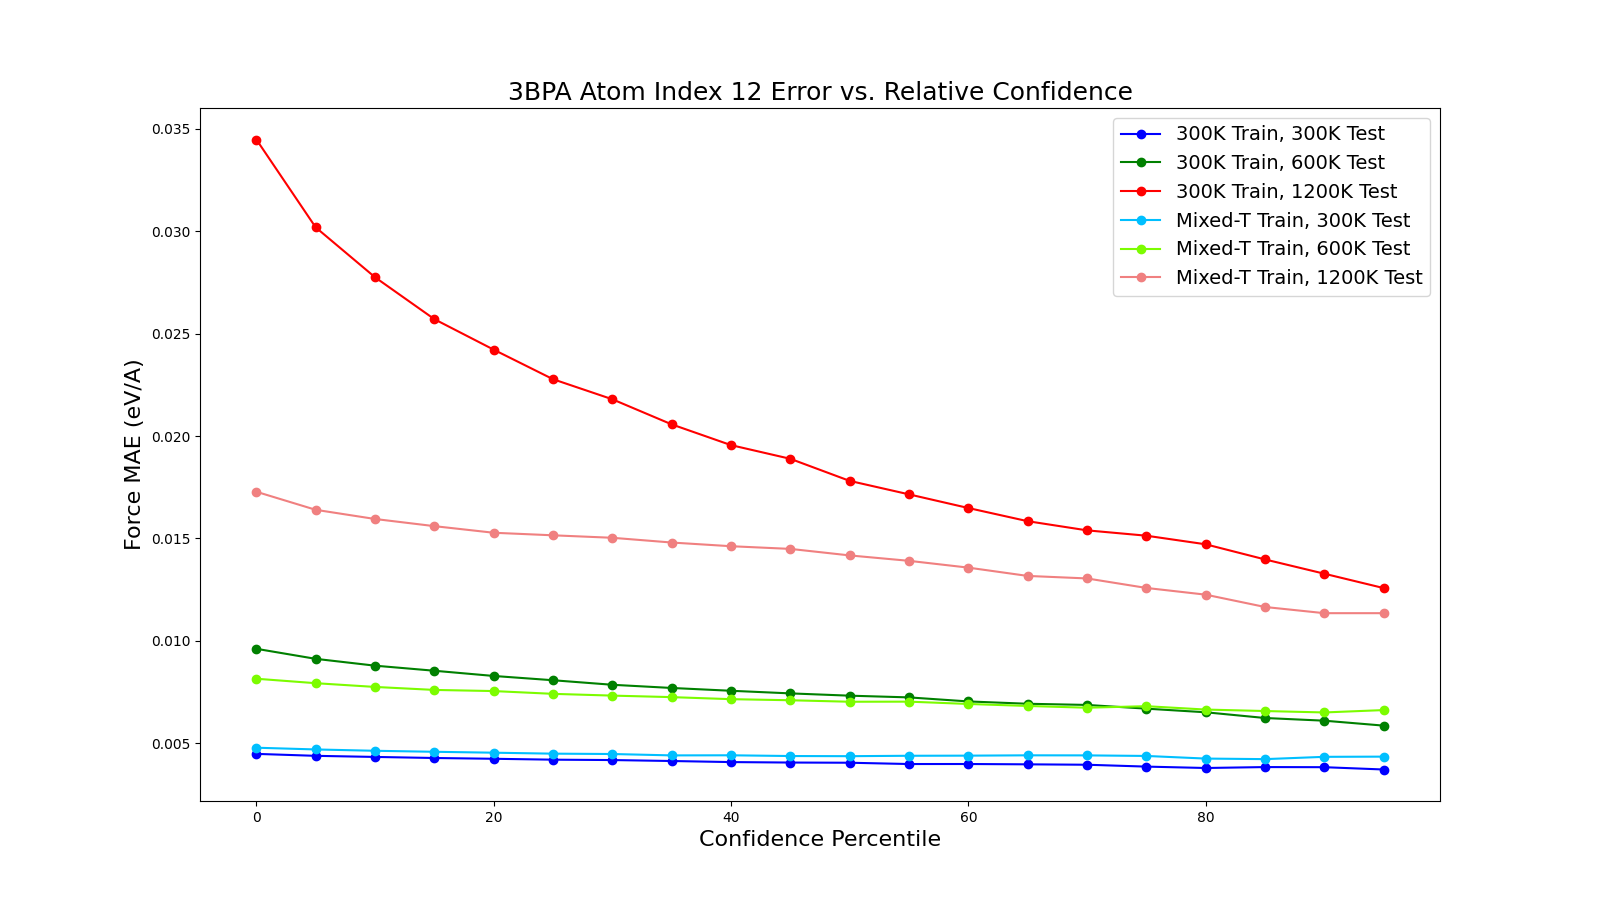 3BPA Atom Index 12 Error vs. Relative Confidence
0.035
0.030
0.025
0.020
0.015
0.010
0.005
Force MAE (eV/A)
300K Train, 300K Test
300K Train, 600K Test
300K Train, 1200K Test
Mixed-T Train, 300K Test
Mixed-T Train, 600K Test
Mixed-T Train, 1200K Test
0 20 40 60 80
Confidence Percentile